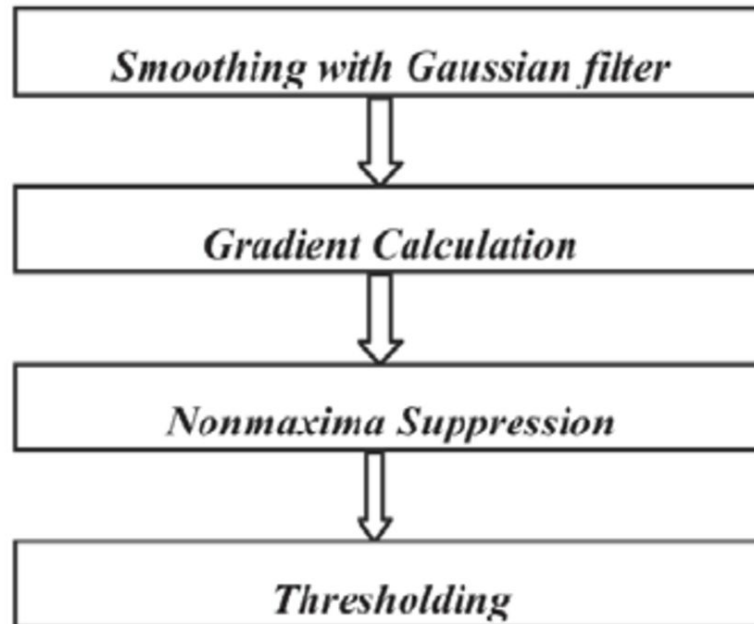 Smoothing with Gaussian filter
Gradient Calculation
Nonmaxima Suppression
Thresholding